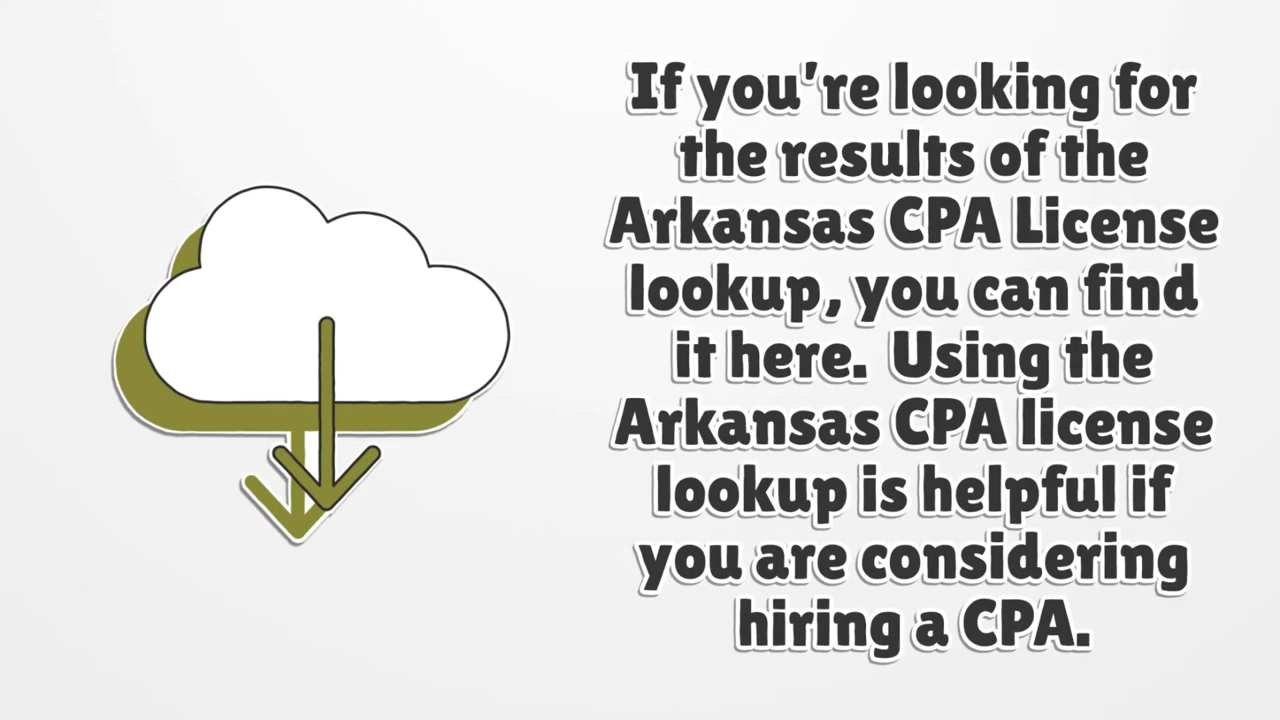 If you're looking for
the results of the
Arkansas CPA License
lookup, you can find
it here. Using the
Arkansas CPA license
lookup is helpful if
you are considering
hiring a CPA.